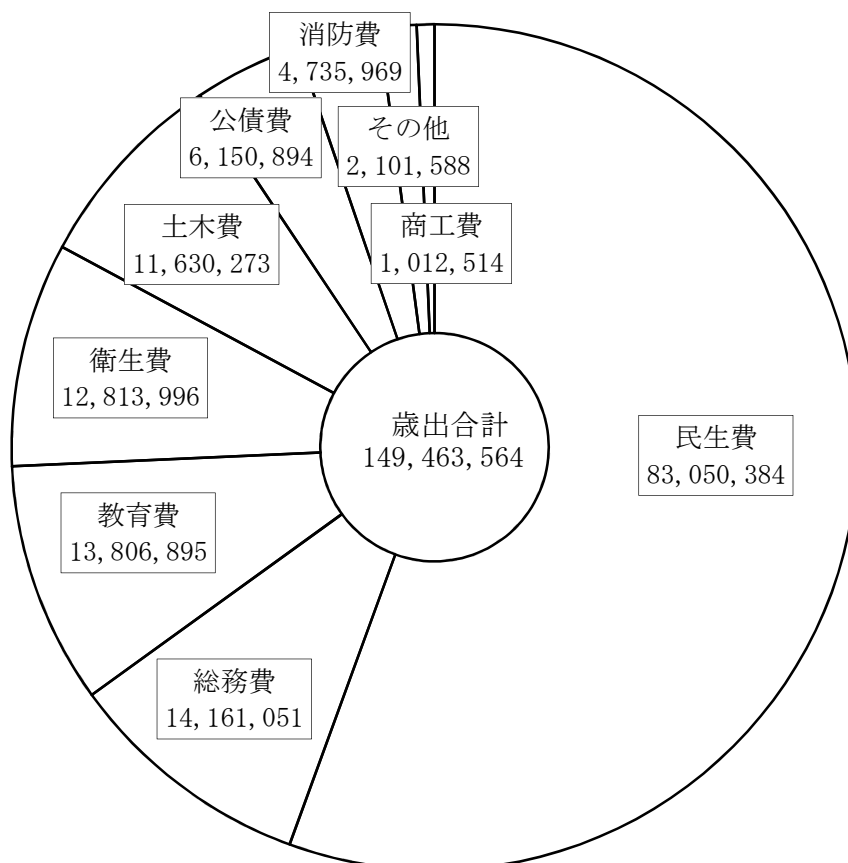 消防費
4,735,969
公債費
6,150,894
その他
2,101,588
土木費
11,630,273
商工費
1,012,514
衛生費
12,813,996
歳出合計
149,463,564
民生費
83,050,384
教育費
13,806,895
総務費
14,161,051